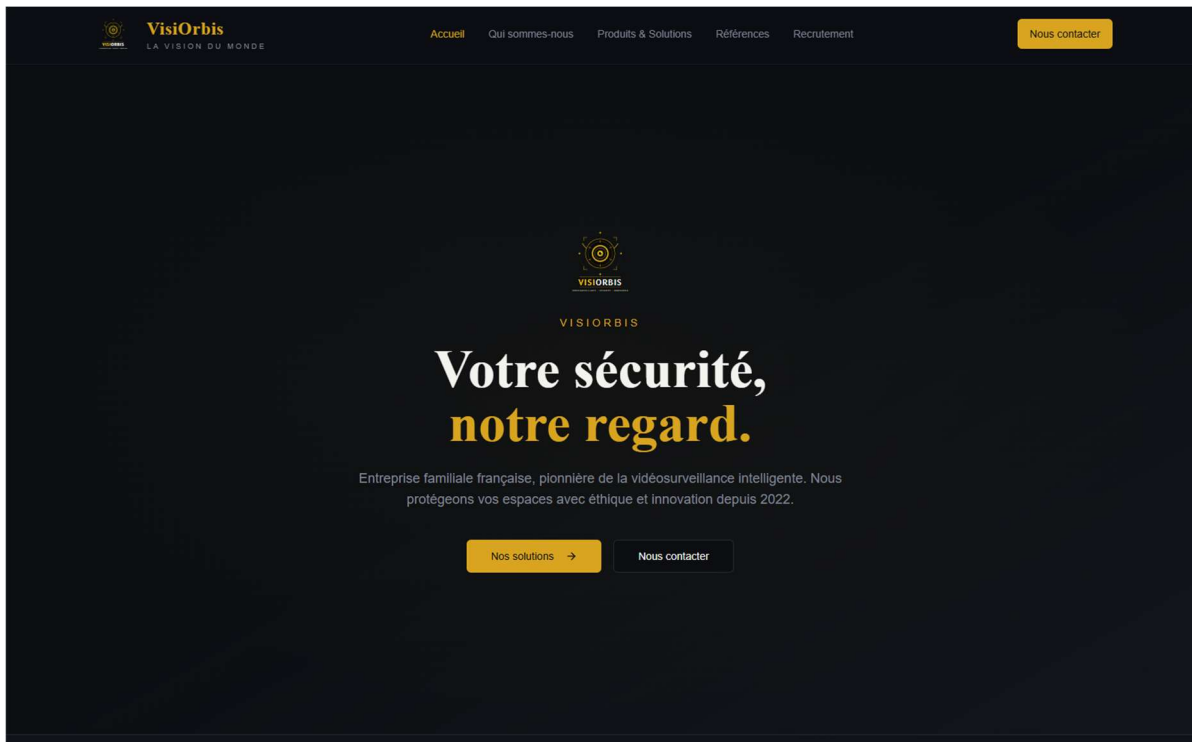 VISIORBIS
VisiOrbis
LA VISION DU MONDE
Accueil
Qui sommes-nous
Produits & Solutions
Références
Recrutement
Nous contacter
VISIORBIS
VISIORBIS
Votre sécurité,
notre regard.
Entreprise familiale française, pionnière de la vidéosurveillance intelligente. Nous
protégeons vos espaces avec éthique et innovation depuis 2022.
Nos solutions →
Nous contacter